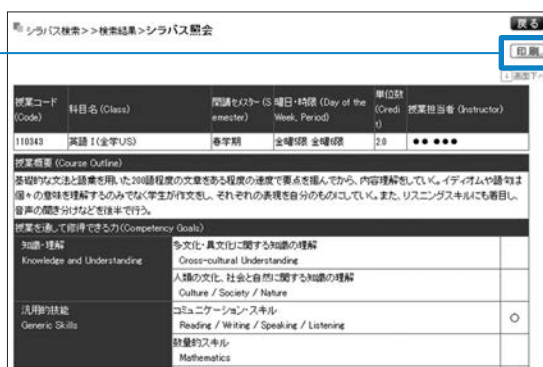 シラバス検索>>検索結果>シラバス照会
戻る
印刷
↓画面下へ
授業コード (Code)
科目名 (Class)
開講セメスター (Semester)
曜日・時限 (Day of the Week, Period)
単位数 (Credit)
授業担当者 (Instructor)
110343
英語Ⅰ(全学US)
春学期
金曜5限 金曜6限
2.0
●● ●●●
授業概要 (Course Outline)
基礎的な文法と語彙を用いた200語程度の文章をある程度の速度で要点を掴んでから、内容理解をしていく。イディオムや語句は
個々の意味を理解するのみでなく学生が作文をし、それぞれの表現を自分のものにしていく。また、リスニングスキルにも着目し、
音声の聞き分けなどを後半で行う。
授業を通して修得できる力(Competency Goals)
知識・理解
Knowledge and Understanding
多文化・異文化に関する知識の理解
Cross-cultural Understanding
人類の文化、社会と自然に関する知識の理解
Culture / Society / Nature
汎用的技能
Generic Skills
コミュニケーション・スキル
Reading / Writing / Speaking / Listening
○
数量的スキル
Mathematics